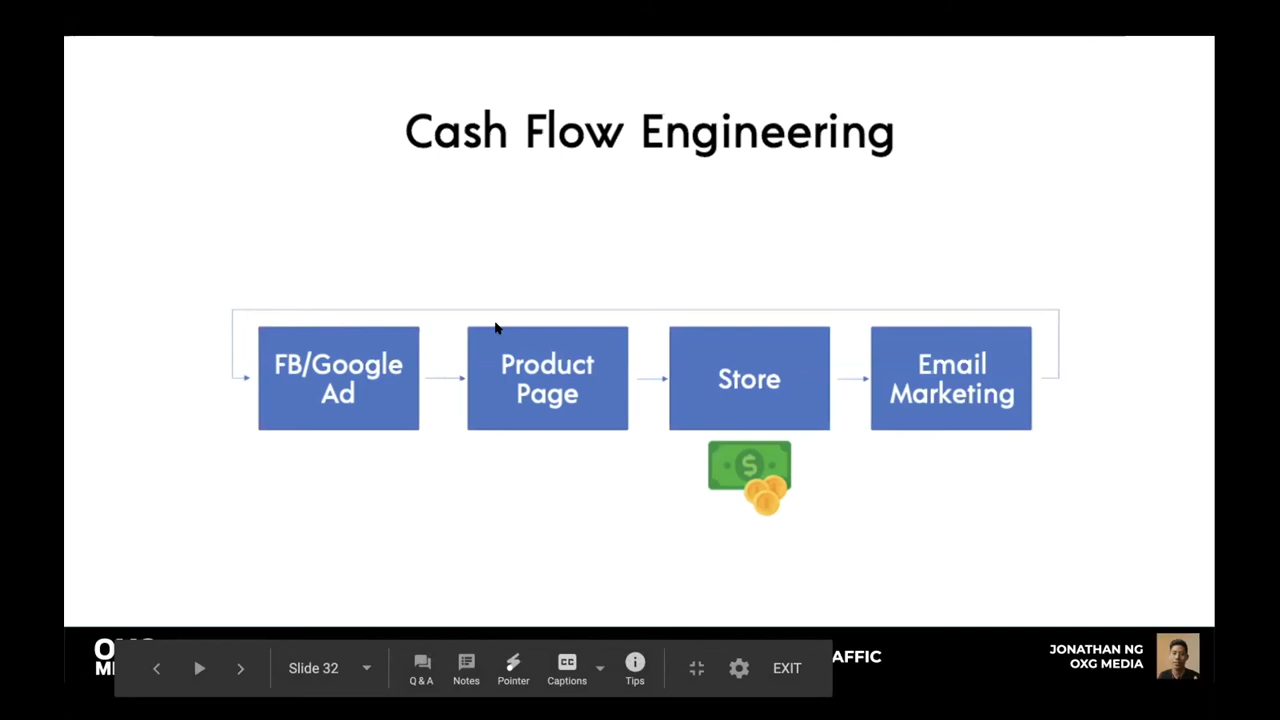 Cash Flow Engineering
FB/Google
Ad
Product
Page
Store
Email
Marketing
$
Slide 32
Q & A
Notes
Pointer
CC
Captions
Tips
EXIT
JONATHAN NG
OXG MEDIA